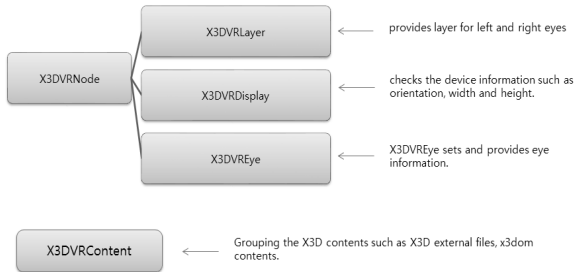 X3DVRLayer
provides layer for left and right eyes
X3DVRNode
X3DVRDisplay
checks the device information such as
orientation, width and height.
X3DVREye
X3DVREye sets and provides eye
information.
X3DVRContent
Grouping the X3D contents such as X3D external files, x3dom
contents.